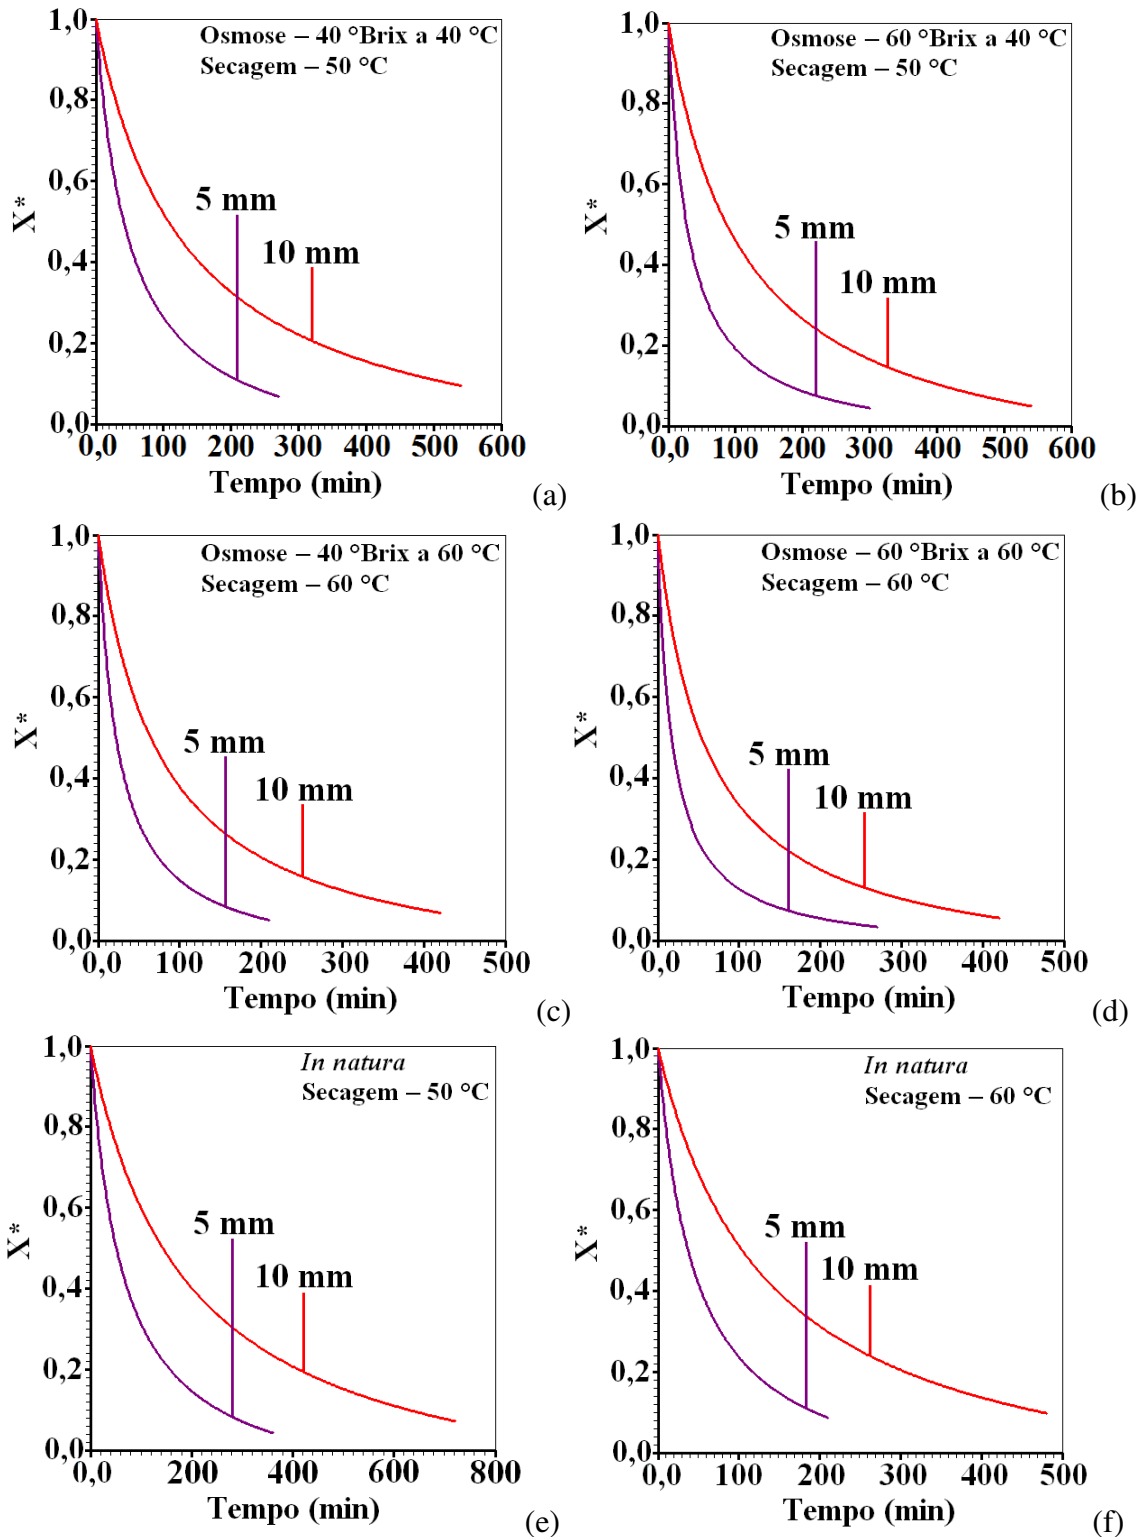 1,0
Osmose – 40 °Brix a 40 °C
Secagem – 50 °C
0,8
0,6
5 mm
10 mm
X*
0,4
0,2
0,0
0,0 100 200 300 400 500 600
Tempo (min)
(a)
1,0
Osmose – 60 °Brix a 40 °C
Secagem – 50 °C
0,8
0,6
5 mm
10 mm
X*
0,4
0,2
0,0
0,0 100 200 300 400 500 600
Tempo (min)
(b)
1,0
Osmose – 40 °Brix a 60 °C
Secagem – 60 °C
0,8
0,6
5 mm
10 mm
X*
0,4
0,2
0,0
0,0 100 200 300 400 500
Tempo (min)
(c)
1,0
Osmose – 60 °Brix a 60 °C
Secagem – 60 °C
0,8
0,6
5 mm
10 mm
X*
0,4
0,2
0,0
0,0 100 200 300 400 500
Tempo (min)
(d)
1,0
In natura
Secagem – 50 °C
0,8
0,6
5 mm
10 mm
X*
0,4
0,2
0,0
0,0 200 400 600 800
Tempo (min)
(e)
1,0
In natura
Secagem – 60 °C
0,8
0,6
5 mm
10 mm
X*
0,4
0,2
0,0
0,0 100 200 300 400 500
Tempo (min)
(f)